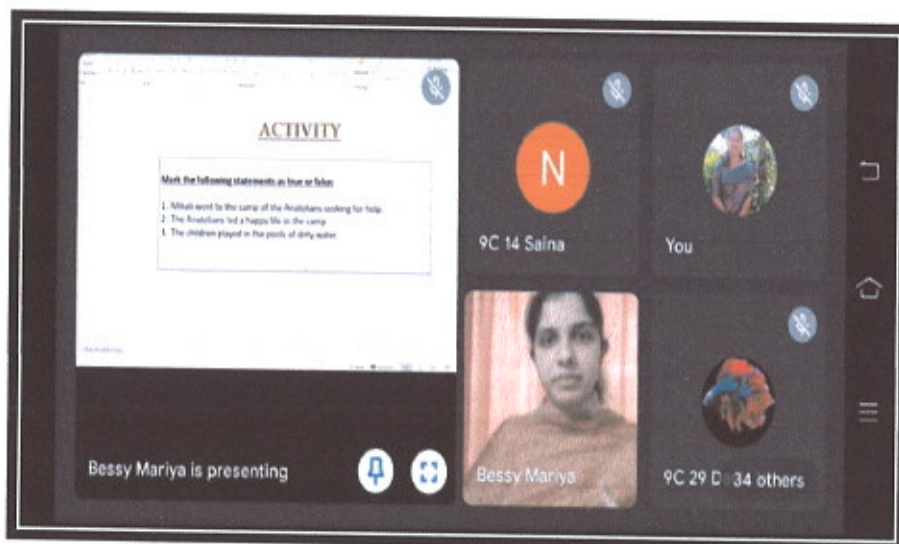 ACTIVITY
Mark the following statements as true or false:
1. Mikali went to the camp of the Anatolians seeking for help.
2. The Anatolians led a happy life in the camp
3. The children played in the pools of dirty water.
N
9C 14 Saina
You
Bessy Mariya is presenting
Bessy Mariya
9C 29 D 34 others